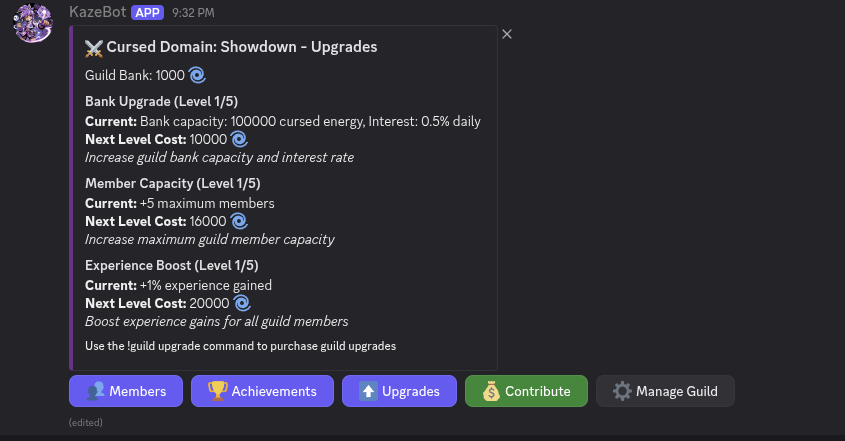 KazeBot APP 9:32 PM
Cursed Domain: Showdown - Upgrades
Guild Bank: 1000
Bank Upgrade (Level 1/5)
Current: Bank capacity: 100000 cursed energy, Interest: 0.5% daily
Next Level Cost: 10000
Increase guild bank capacity and interest rate
Member Capacity (Level 1/5)
Current: +5 maximum members
Next Level Cost: 16000
Increase maximum guild member capacity
Experience Boost (Level 1/5)
Current: +1% experience gained
Next Level Cost: 20000
Boost experience gains for all guild members
Use the !guild upgrade command to purchase guild upgrades
Members Achievements Upgrades Contribute Manage Guild
(edited)